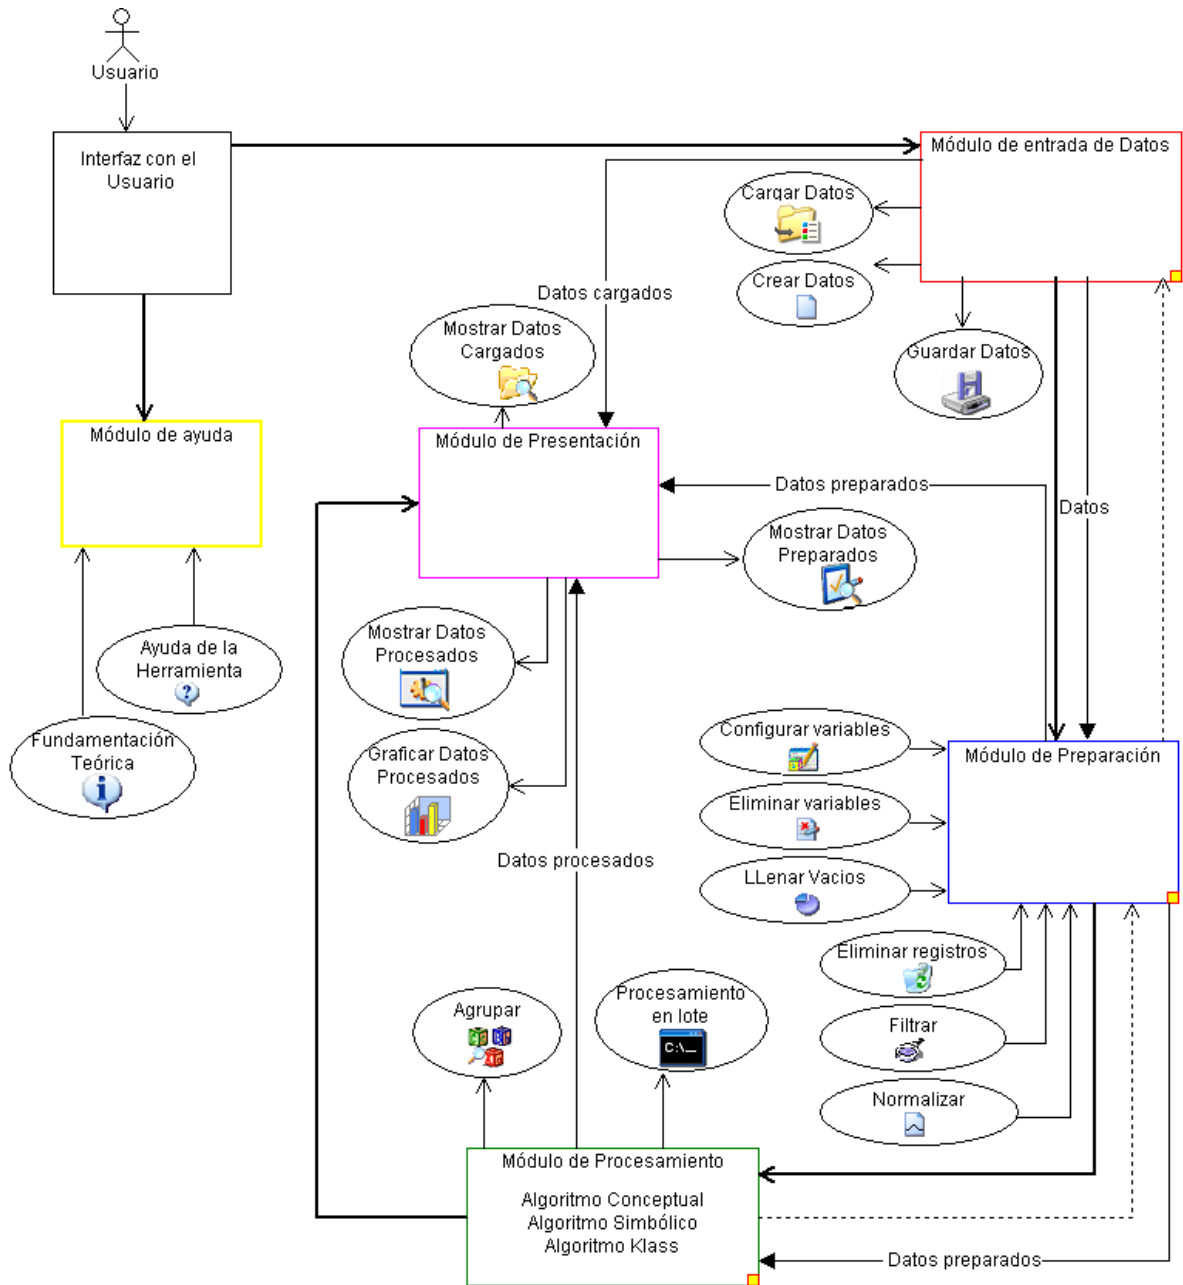 Usuario
Interfaz con el
Usuario
Módulo de entrada de Datos
Cargar Datos
Crear Datos
Datos cargados
Mostrar Datos
Cargados
Guardar Datos
Módulo de ayuda
Módulo de Presentación
Datos preparados
Datos
Mostrar Datos
Preparados
Ayuda de la
Herramienta
Mostrar Datos
Procesados
Fundamentación
Teórica
Configurar variables
Módulo de Preparación
Graficar Datos
Procesados
Eliminar variables
Datos procesados
LLenar Vacios
Eliminar registros
Procesamiento
en lote
C:\
Agrupar
Filtrar
Normalizar
Módulo de Procesamiento
Algoritmo Conceptual
Algoritmo Simbólico
Algoritmo Klass
Datos preparados